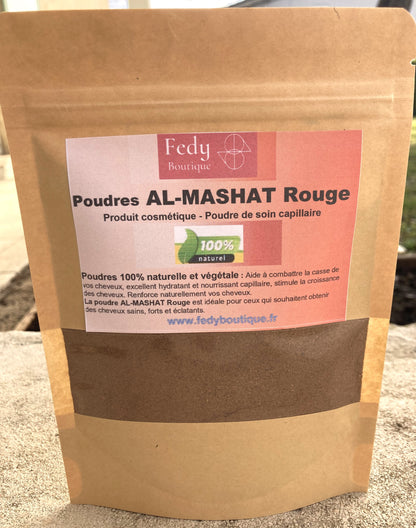 Fedy
Boutique
Poudres AL-MASHAT Rouge
Produit cosmétique - Poudre de soin capillaire
100%
naturel
Poudres 100% naturelle et végétale : Aide à combattre la casse de
vos cheveux, excellent hydratant et nourrissant capillaire, stimule la croissance
des cheveux. Renforce naturellement vos cheveux.
La poudre AL-MASHAT Rouge est idéale pour ceux qui souhaitent obtenir
des cheveux sains, forts et éclatants.
www.fedyboutique.fr